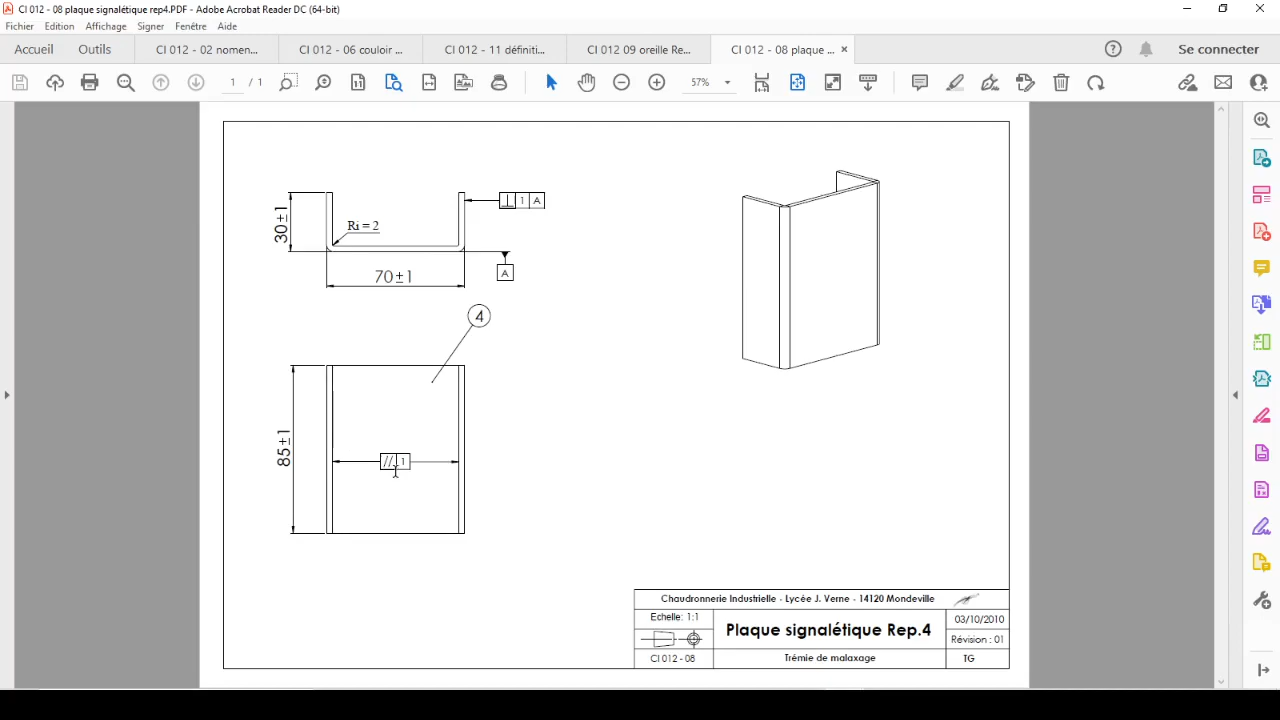 CI 012 - 08 plaque signalétique rep4.PDF - Adobe Acrobat Reader DC (64-bit)
Fichier Edition Affichage Signer Fenêtre Aide
Accueil Outils CI 012 - 02 nomen... CI 012 - 06 couloir ... CI 012 - 11 définiti... CI 012 09 oreille Re... CI 012 - 08 plaque ... × Se connecter
1 / 1 57%
30±1
Ri = 2
⊥ 1 A
70±1
A
4
85±1
// 1
Chaudronnerie Industrielle - Lycée J. Verne - 14120 Mondeville
Echelle: 1:1
Plaque signalétique Rep.4
03/10/2010
Révision : 01
CI 012 - 08
Trémie de malaxage
TG